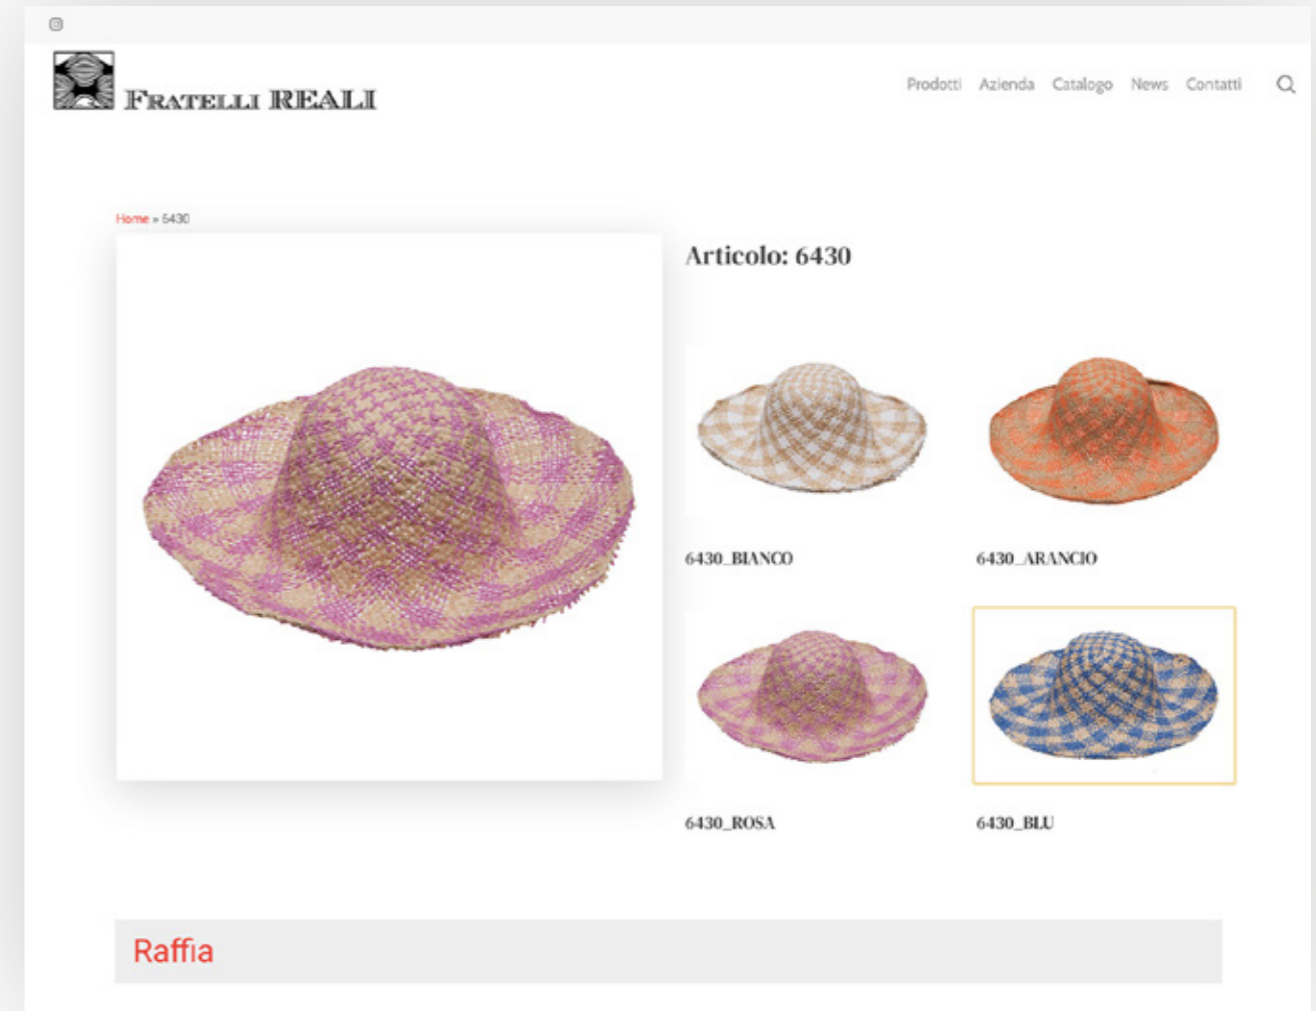 FRATELLI REALI
Prodotti Azienda Catalogo News Contatti
Home » 6430
Articolo: 6430
6430_BIANCO
6430_ARANCIO
6430_ROSA
6430_BLU
Raffia